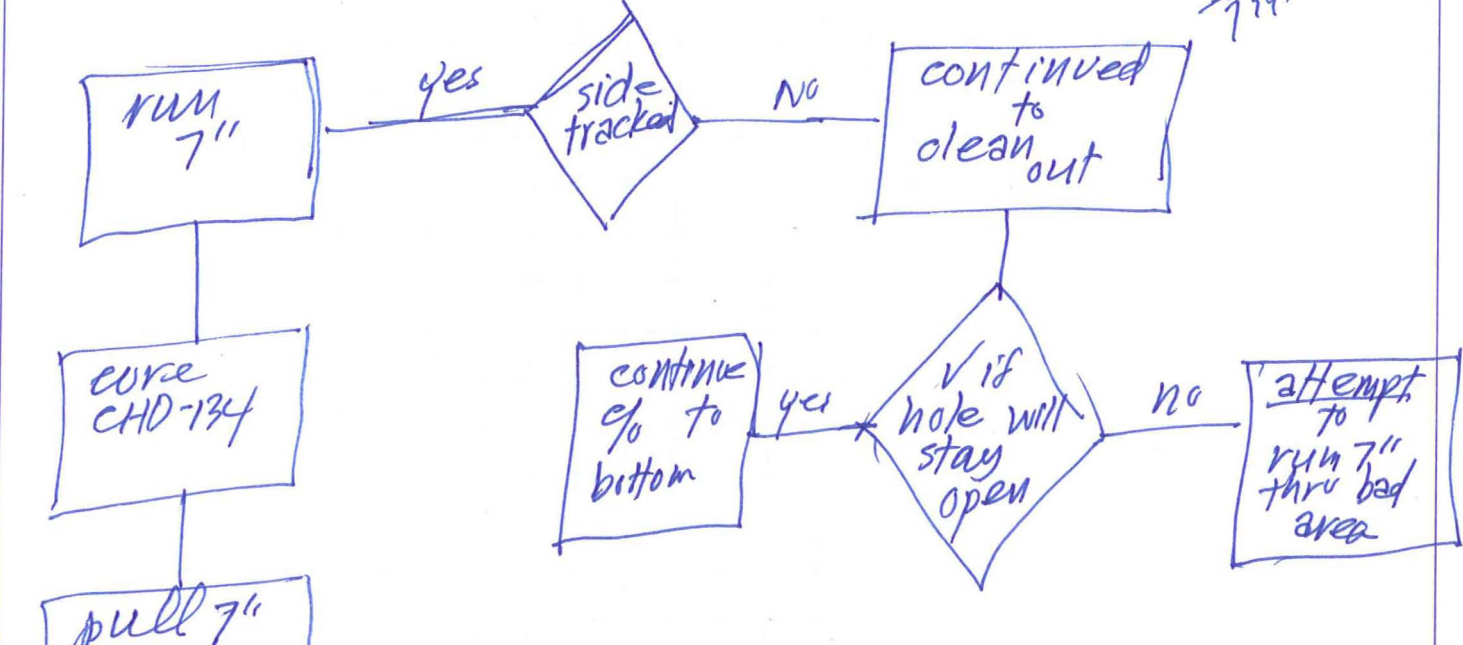 run
7"
yes
side
tracked
No
continued
to
clean
out
core
CHD-134
continue
c/o to
bottom
yes
√ if
hole will
stay
open
no
attempt
to
run 7"
thru bad
area
pull 7"